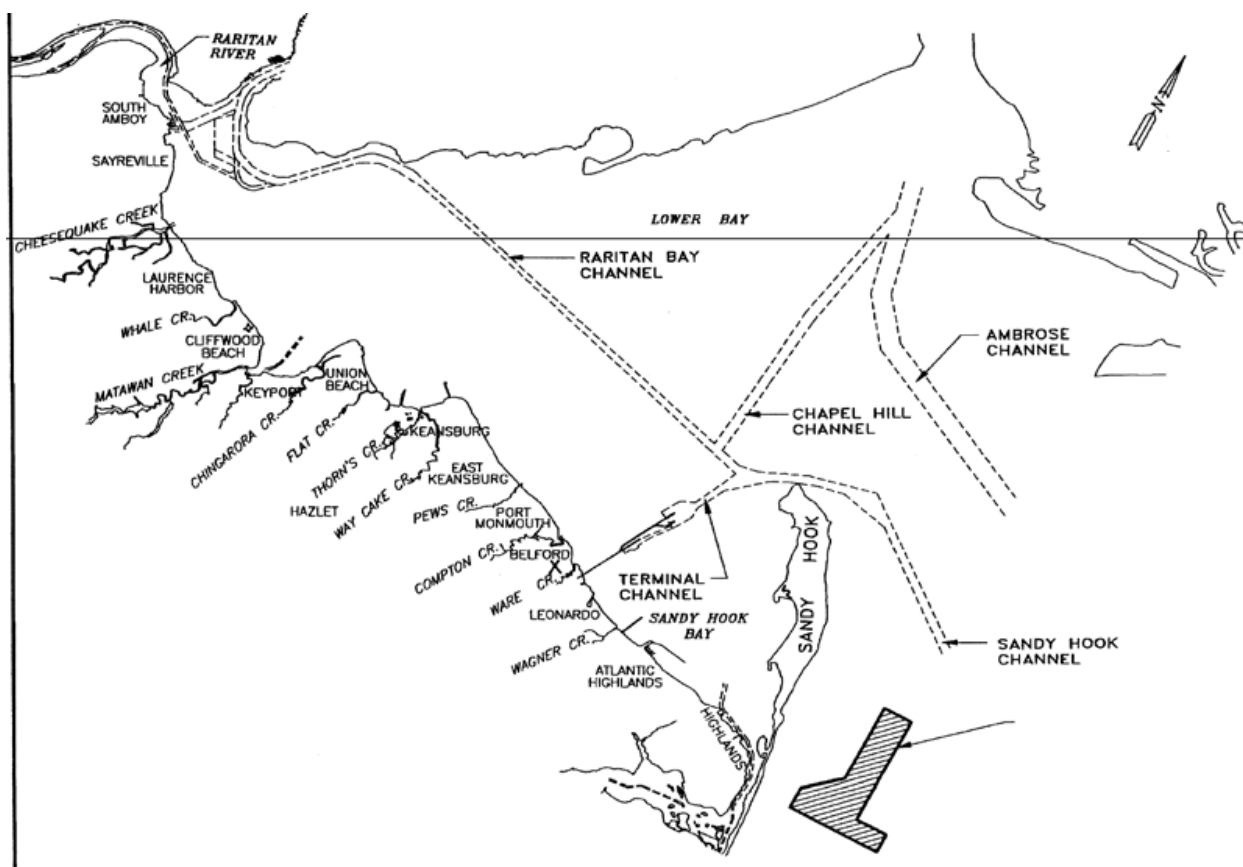 RARITAN
RIVER
SOUTH
AMBOY
SAYREVILLE
CHEESEQUAKE CREEK
LOWER BAY
RARITAN BAY
CHANNEL
LAURENCE
HARBOR
WHALE CR.
CLIFFWOOD
BEACH
AMBROSE
CHANNEL
MATAWAN CREEK
KEYPORT
UNION
BEACH
CHAPEL HILL
CHANNEL
CHINGARORA CR.
FLAT CR.
THORN'S CR.
KEANSBURG
HAZLET
WAY CAKE CR.
EAST
KEANSBURG
PEWS CR.
PORT
MONMOUTH
COMPTON CR.
BELFORD
WARE CR.
TERMINAL
CHANNEL
SANDY HOOK
LEONARDO
SANDY HOOK
BAY
WAGNER CR.
SANDY HOOK
CHANNEL
ATLANTIC
HIGHLANDS
HIGHLANDS
N